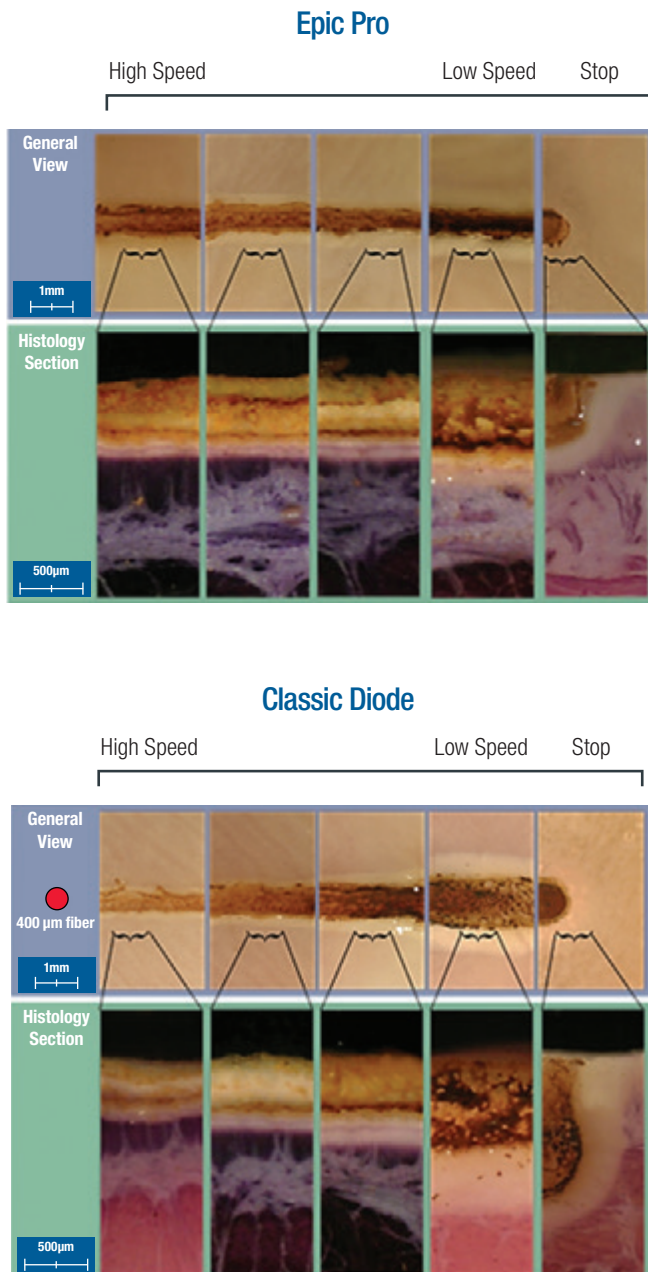 Epic Pro
High Speed
Low Speed
Stop
General
View
1mm
Histology
Section
500µm
Classic Diode
High Speed
Low Speed
Stop
General
View
400 µm fiber
1mm
Histology
Section
500µm